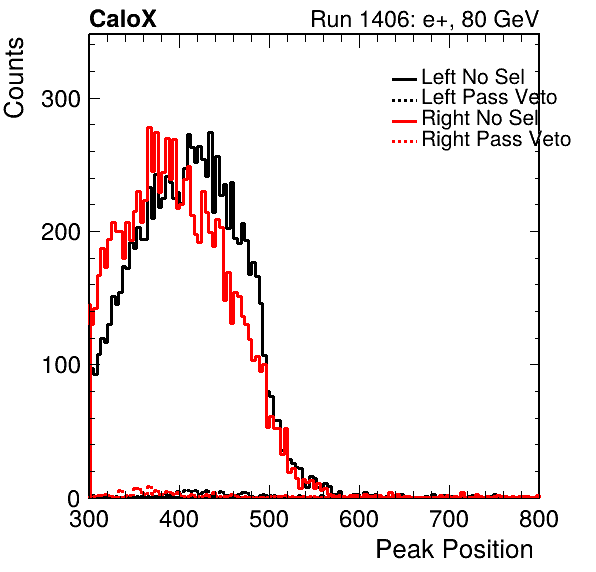 CaloX Run 1406: e+, 80 GeV
Counts
Left No Sel
Left Pass Veto
Right No Sel
Right Pass Veto
300
200
100
0
300 400 500 600 700 800
Peak Position